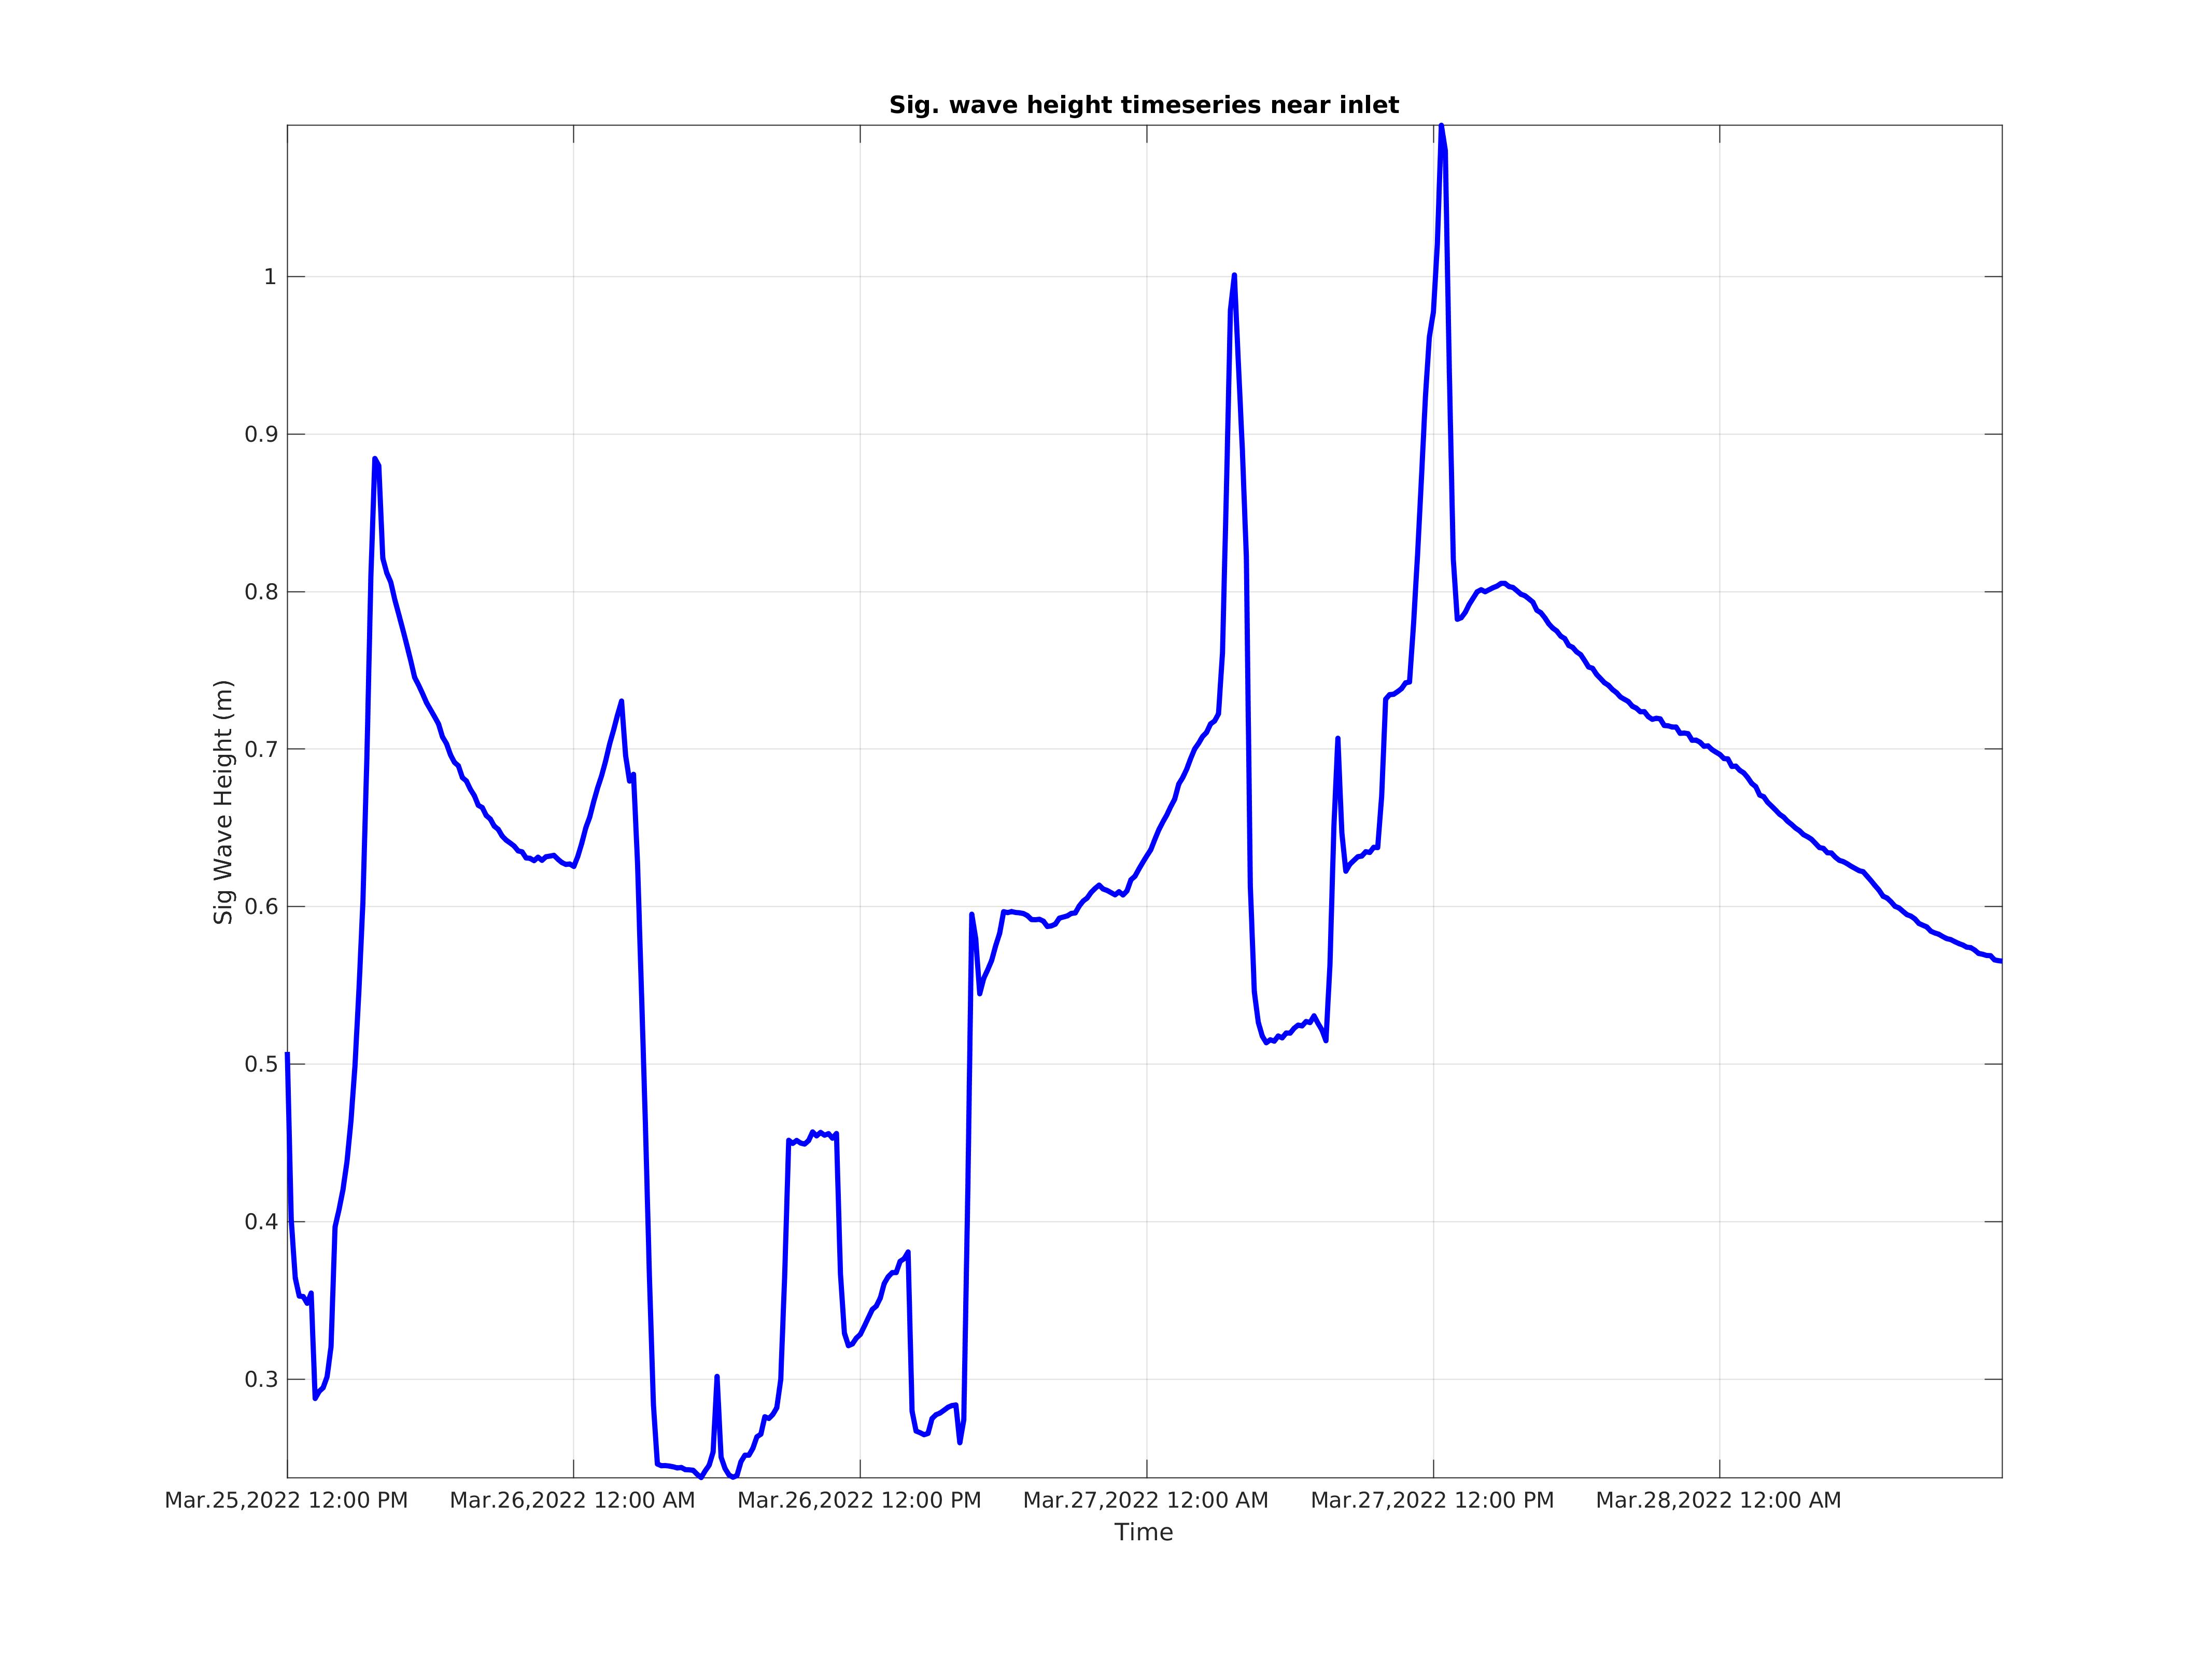 Sig. wave height timeseries near inlet
1
0.9
0.8
0.7
0.6
0.5
0.4
0.3
Sig Wave Height (m)
Mar.25,2022 12:00 PM Mar.26,2022 12:00 AM Mar.26,2022 12:00 PM Mar.27,2022 12:00 AM Mar.27,2022 12:00 PM Mar.28,2022 12:00 AM
Time